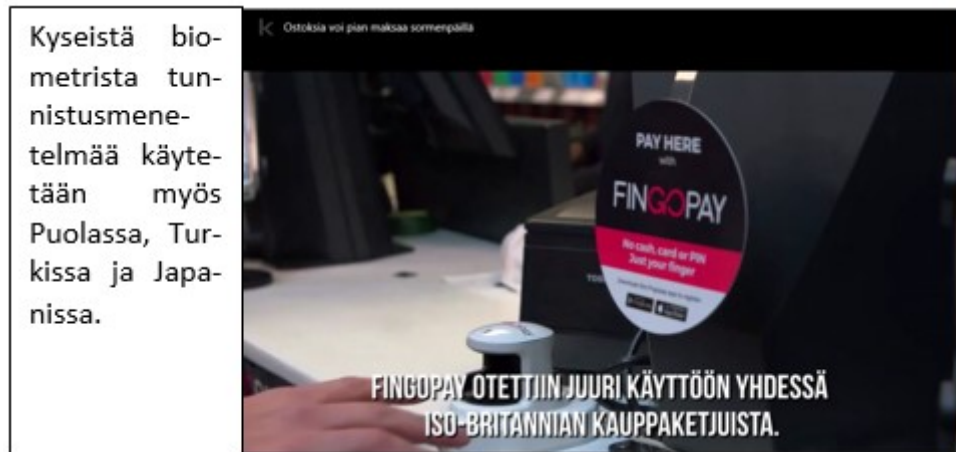 Kyseistä bio-
metrista tun-
nistusmene-
telmää käyte-
tään myös
Puolassa, Tur-
kissa ja Japa-
nissa.
Ostoksia voi pian maksaa sormenpäillä
PAY HERE
with
FINGOPAY
No cash, card or PIN
Just your finger
FINGOPAY OTETTIIN JUURI KÄYTTÖÖN YHDESSÄ
ISO-BRITANNIAN KAUPPAKETJUISTA.